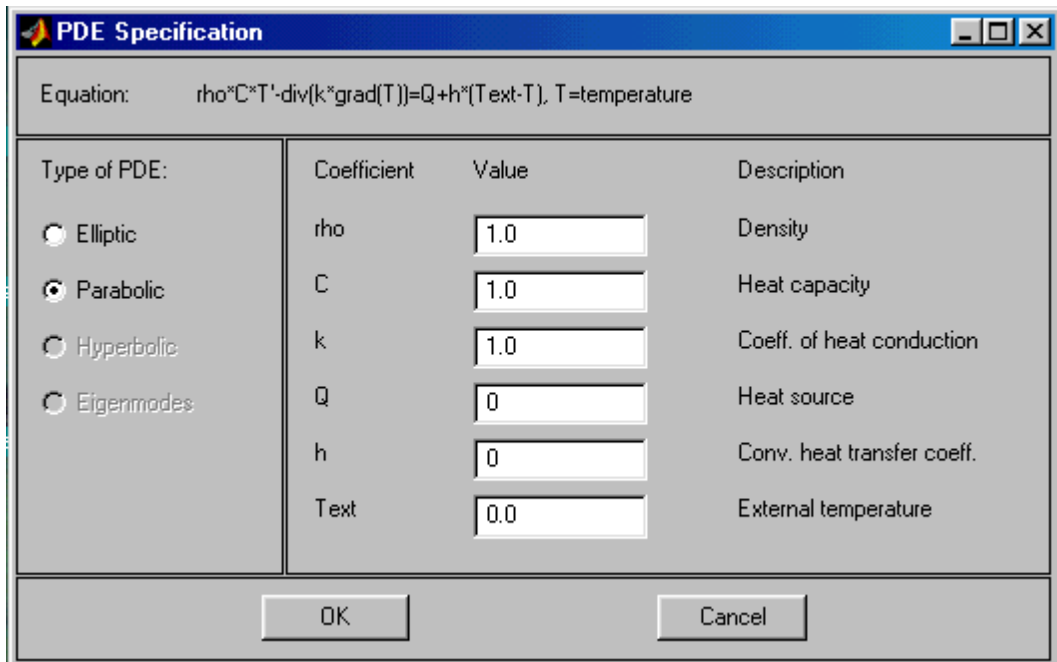 PDE Specification
Equation: rho*C*T'-div(k*grad(T))=Q+h*(Text-T), T=temperature
Type of PDE:
Elliptic
Parabolic
Hyperbolic
Eigenmodes
Coefficient Value Description
rho 1.0 Density
C 1.0 Heat capacity
k 1.0 Coeff. of heat conduction
Q 0 Heat source
h 0 Conv. heat transfer coeff.
Text 0.0 External temperature
OK Cancel